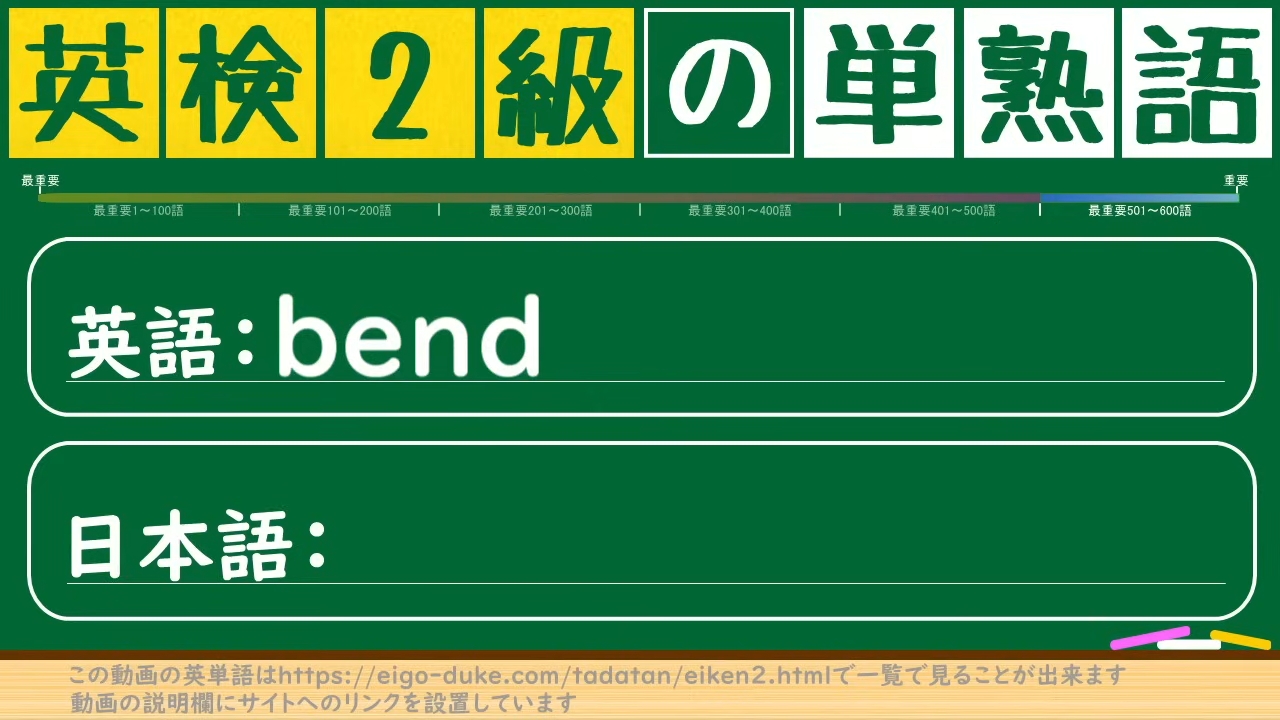 英検2級の単熟語
最重要 重要
最重要1～100語 最重要101～200語 最重要201～300語 最重要301～400語 最重要401～500語 最重要501～600語
英語：bend
日本語：
この動画の英単語はhttps://eigo-duke.com/tadatan/eiken2.htmlで一覧で見ることが出来ます
動画の説明欄にサイトへのリンクを設置しています